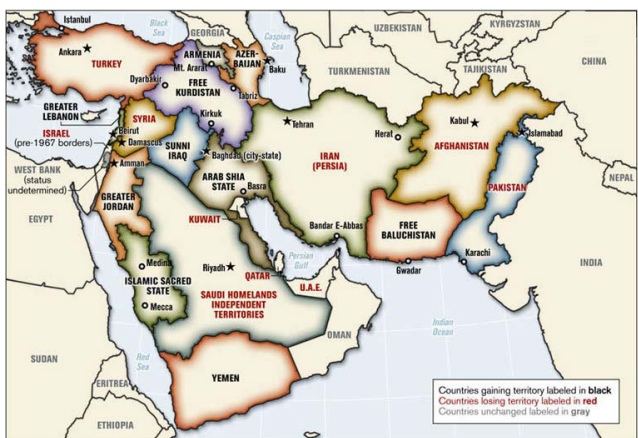 Istanbul
Black
Sea
GEORGIA
Caspian
Sea
UZBEKISTAN
KYRGYZSTAN
Ankara
TURKEY
ARMENIA
Mt. Ararat
AZER-
BAIJAN
Baku
TURKMENISTAN
TAJIKISTAN
CHINA
Dyarbakir
FREE
KURDISTAN
Tabriz
GREATER
LEBANON
SYRIA
Kirkuk
Tehran
Herat
Kabul
Islamabad
ISRAEL
(pre-1967 borders)
Beirut
Damascus
SUNNI
IRAQ
Baghdad (city-state)
IRAN
(PERSIA)
AFGHANISTAN
WEST BANK
(status
undetermined)
Amman
ARAB SHIA
STATE
Basra
PAKISTAN
NEPAL
GREATER
JORDAN
EGYPT
KUWAIT
Bandar E-Abbas
FREE
BALUCHISTAN
Karachi
Gwadar
INDIA
Medina
Riyadh
Persian
Gulf
QATAR
U.A.E.
ISLAMIC SACRED
STATE
Mecca
SAUDI HOMELANDS
INDEPENDENT
TERRITORIES
OMAN
Indian
Ocean
SUDAN
Red
Sea
YEMEN
ERITREA
ETHIOPIA
Countries gaining territory labeled in black
Countries losing territory labeled in red
Countries unchanged labeled in gray